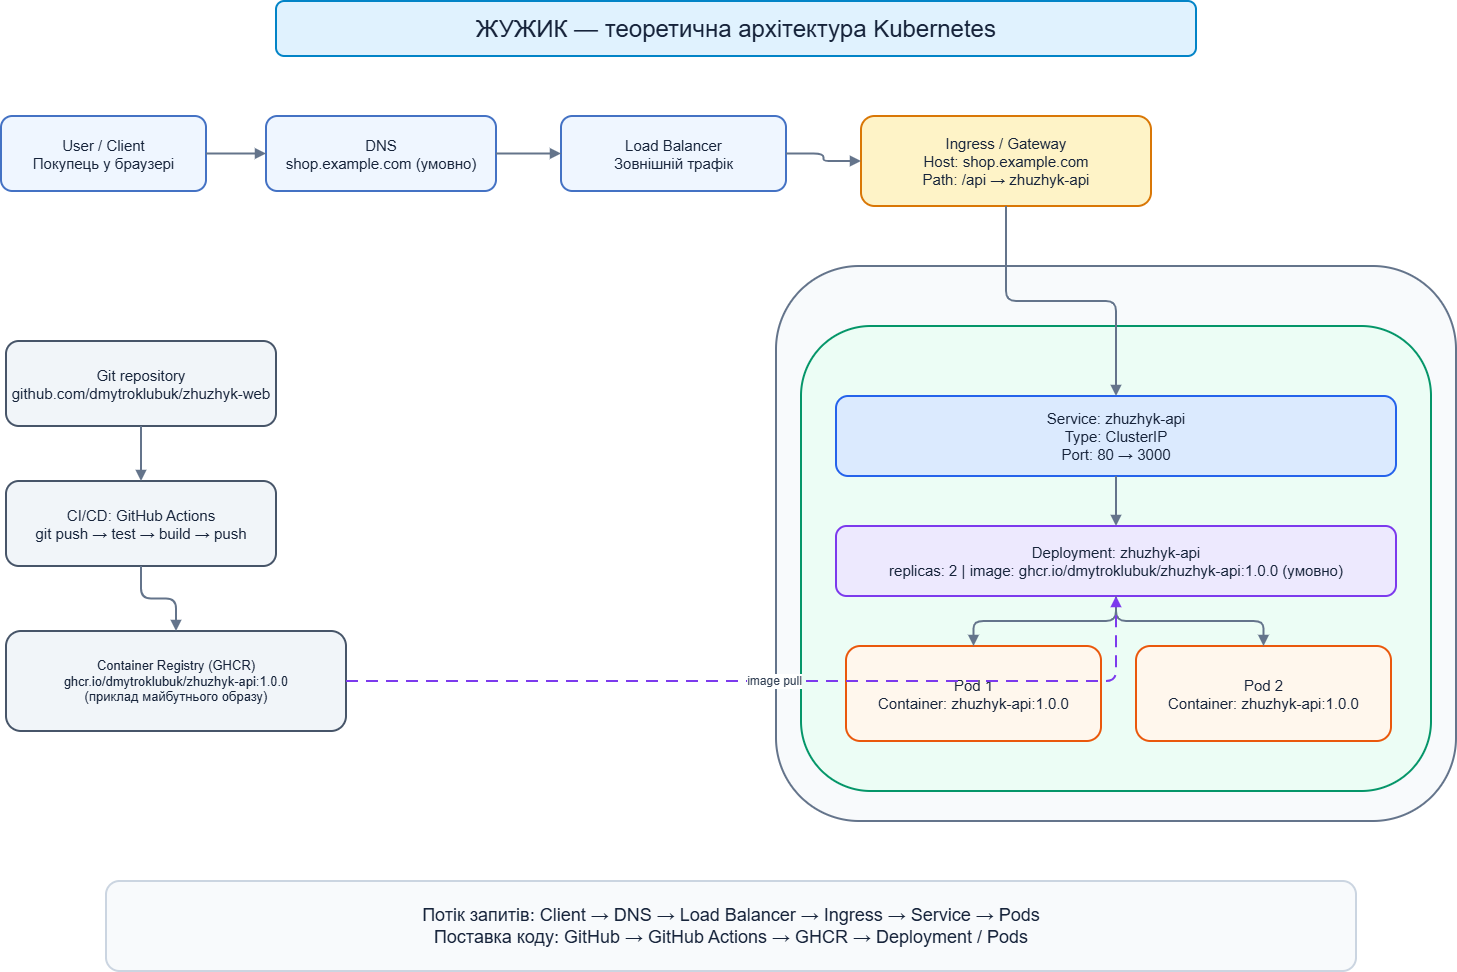 ЖУЖИК — теоретична архітектура Kubernetes
User / Client
Покупець у браузері
DNS
shop.example.com (умовно)
Load Balancer
Зовнішній трафік
Ingress / Gateway
Host: shop.example.com
Path: /api → zhuzhyk-api
Git repository
github.com/dmytroklubuk/zhuzhyk-web
CI/CD: GitHub Actions
git push → test → build → push
Container Registry (GHCR)
ghcr.io/dmytroklubuk/zhuzhyk-api:1.0.0
(приклад майбутнього образу)
image pull
Service: zhuzhyk-api
Type: ClusterIP
Port: 80 → 3000
Deployment: zhuzhyk-api
replicas: 2 | image: ghcr.io/dmytroklubuk/zhuzhyk-api:1.0.0 (умовно)
Pod 1
Container: zhuzhyk-api:1.0.0
Pod 2
Container: zhuzhyk-api:1.0.0
Потік запитів: Client → DNS → Load Balancer → Ingress → Service → Pods
Поставка коду: GitHub → GitHub Actions → GHCR → Deployment / Pods